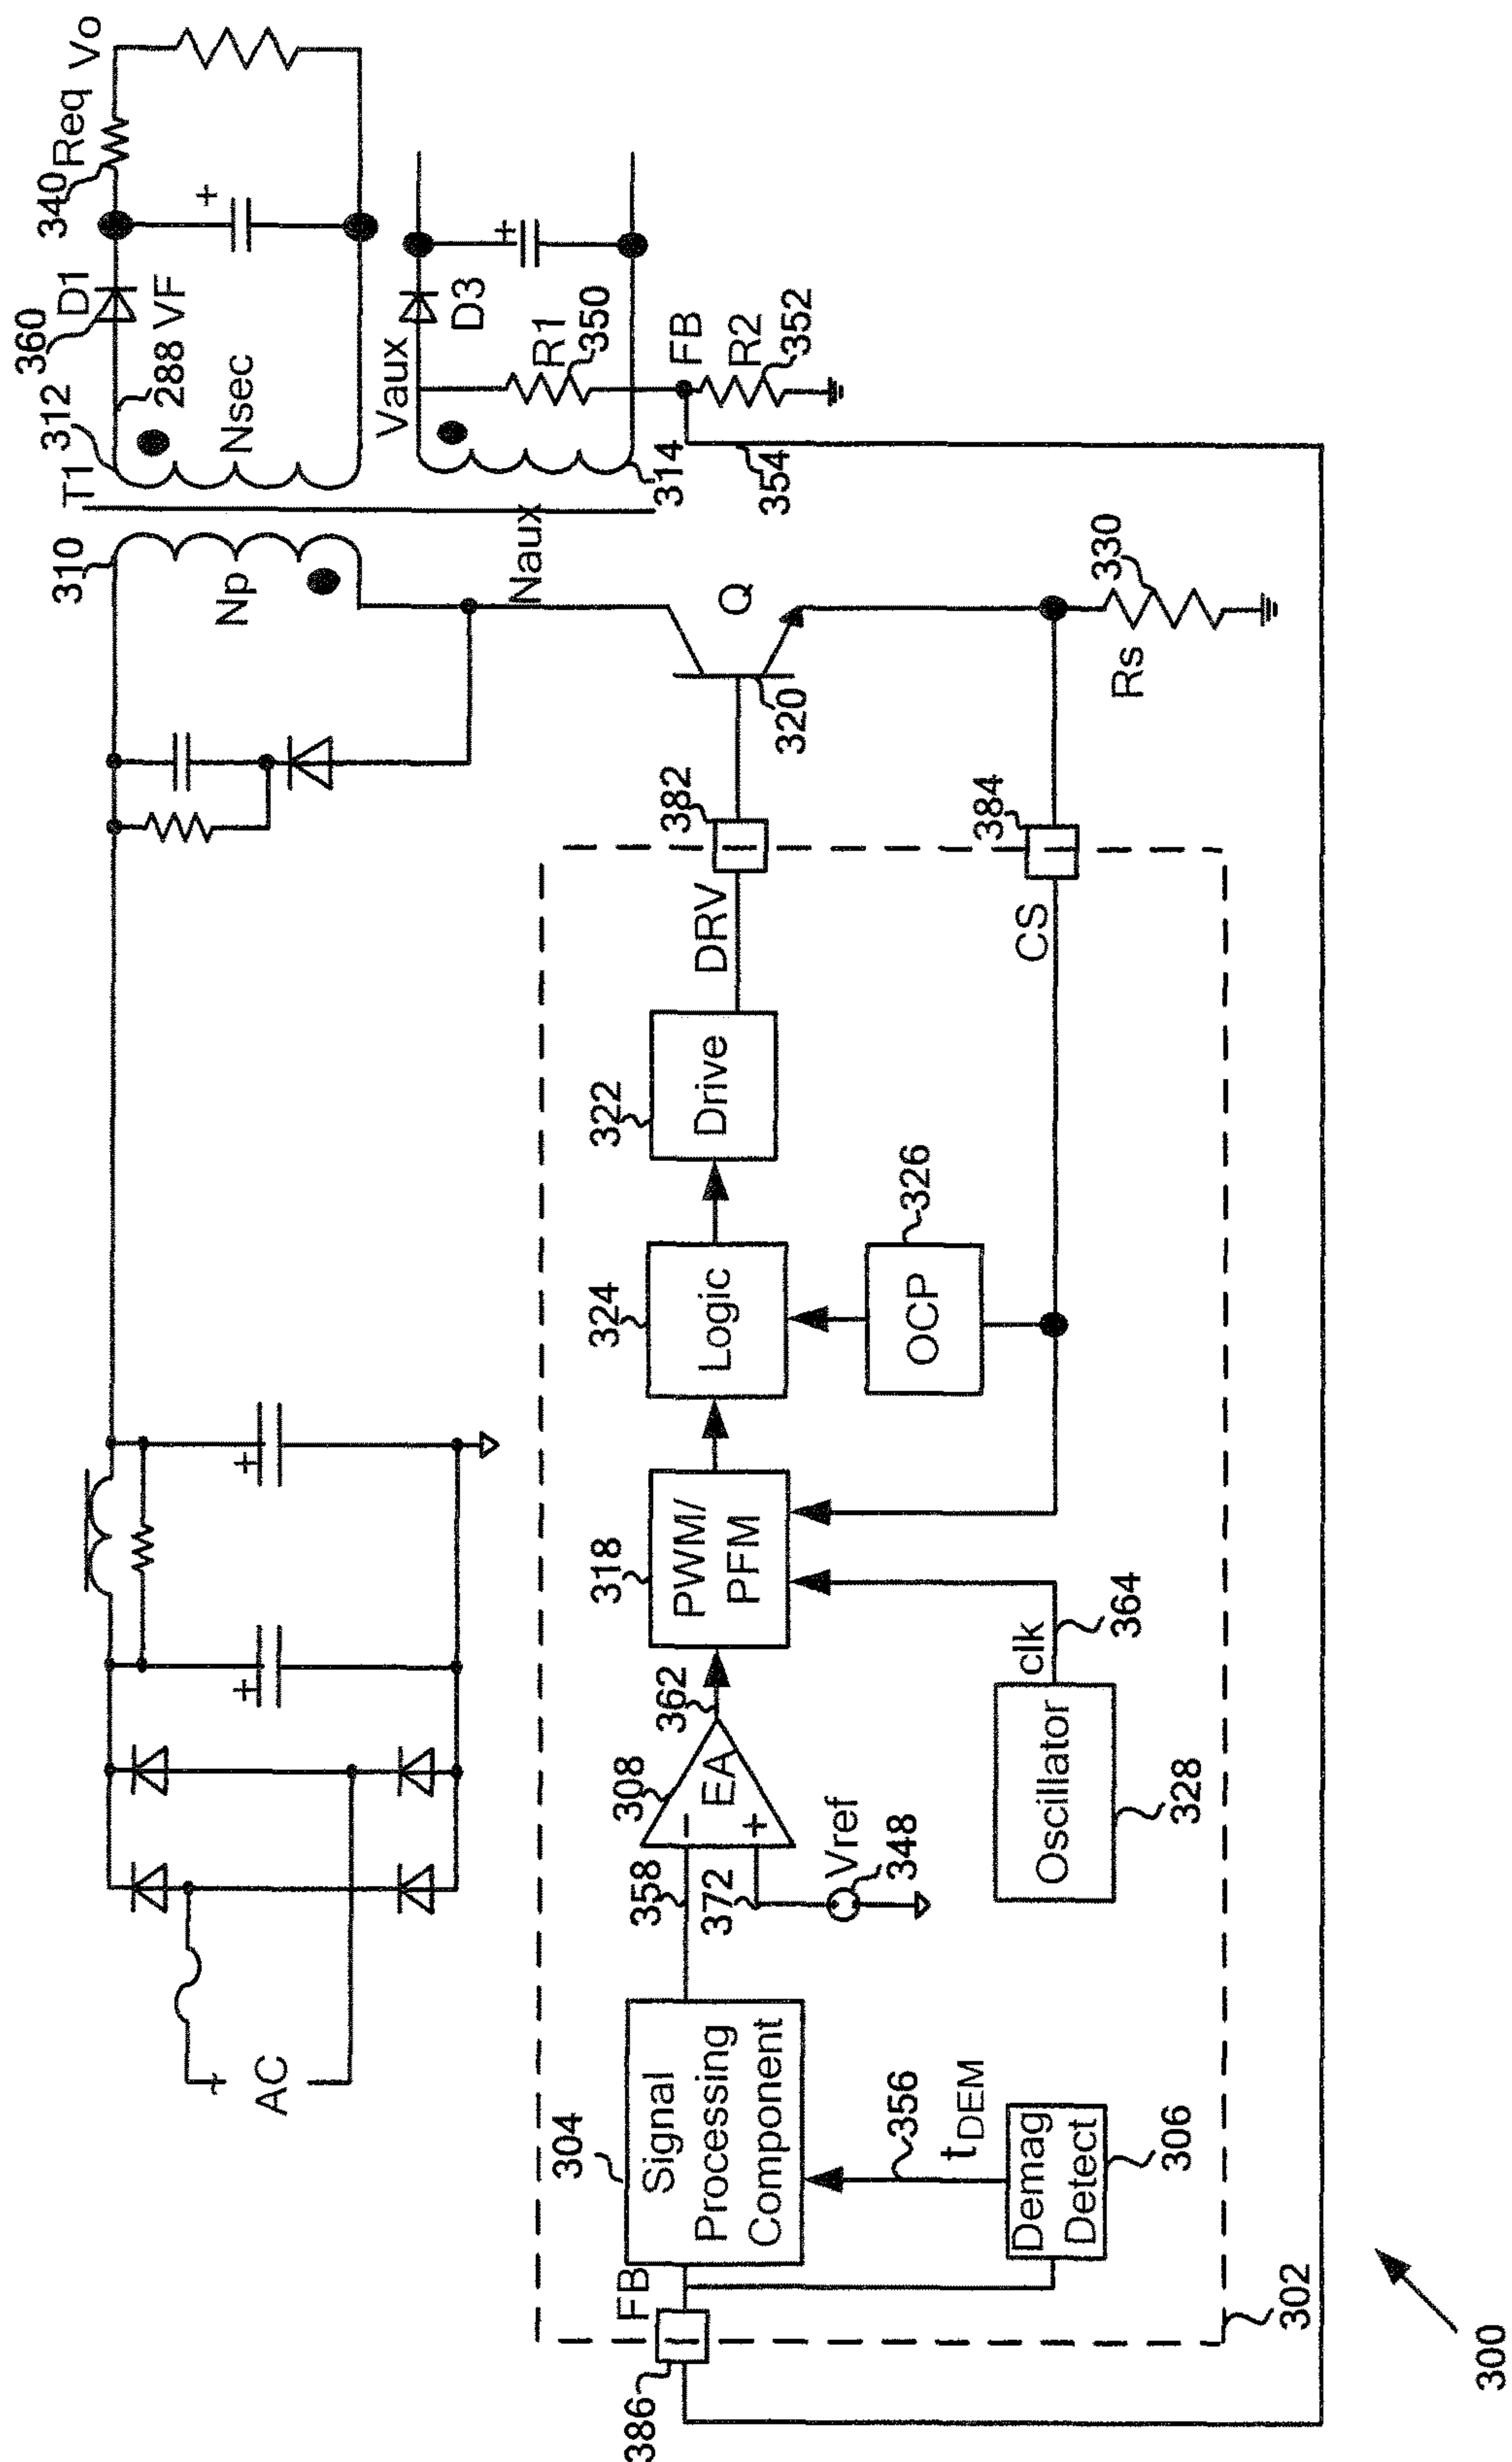 AC
+
+
310
Np
T1
312
Nsec
360
D1
288 VF
340
Req
Vo
+
Vaux
D3
+
R1
350
314
FB
R2
352
354
Naux
Q
320
Rs
330
302
FB
386
304
Signal
Processing
Component
356
tDEM
Demag
Detect
306
358
372
308
EA
−
+
Vref
348
362
318
PWM/
PFM
Oscillator
328
clk
364
324
Logic
OCP
326
322
Drive
DRV
382
CS
384
300